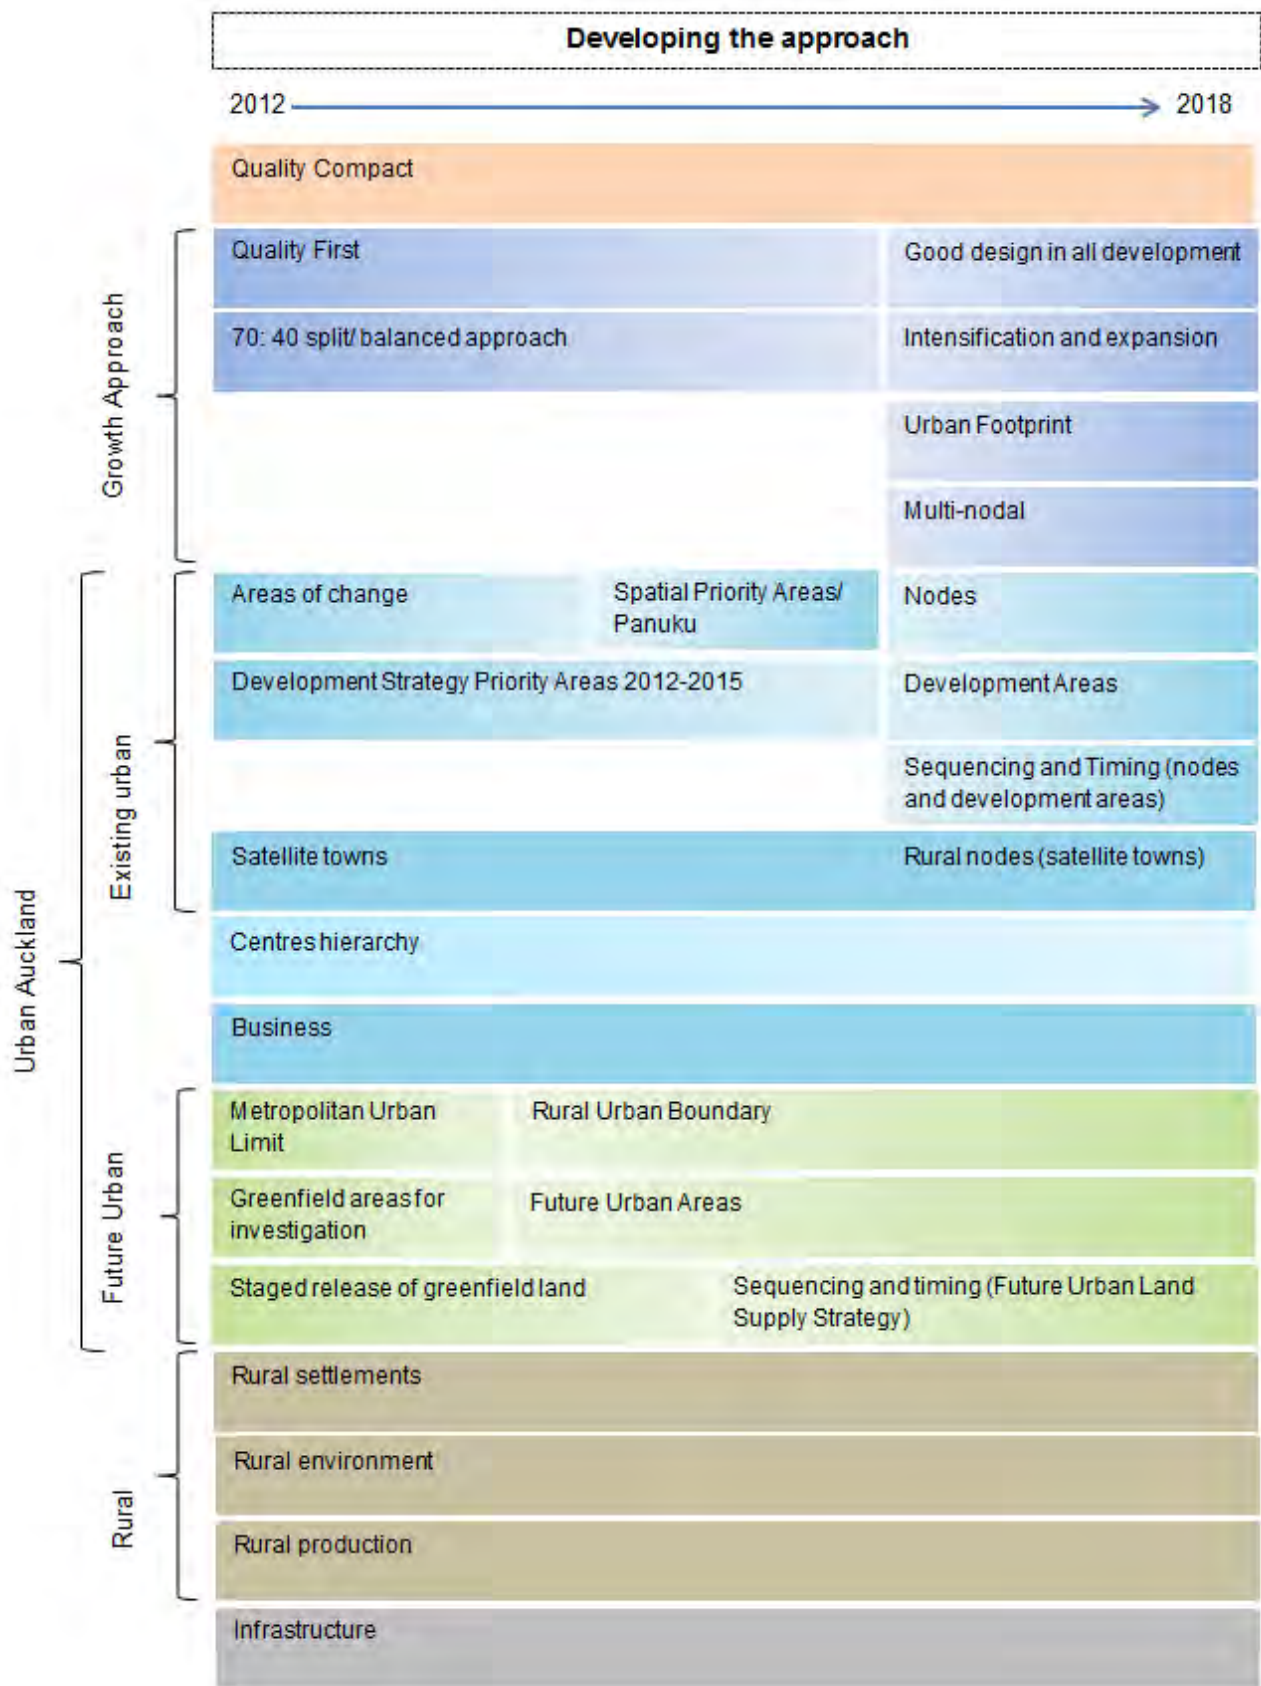 Developing the approach
2012
2018
Quality Compact
Growth Approach
Quality First
Good design in all development
70: 40 split/ balanced approach
Intensification and expansion
Urban Footprint
Multi-nodal
Urban Auckland
Existing urban
Areas of change
Spatial Priority Areas/
Panuku
Nodes
Development Strategy Priority Areas 2012-2015
Development Areas
Sequencing and Timing (nodes
and development areas)
Satellite towns
Rural nodes (satellite towns)
Centres hierarchy
Business
Future Urban
Metropolitan Urban
Limit
Rural Urban Boundary
Greenfield areas for
investigation
Future Urban Areas
Staged release of greenfield land
Sequencing and timing (Future Urban Land
Supply Strategy)
Rural
Rural settlements
Rural environment
Rural production
Infrastructure